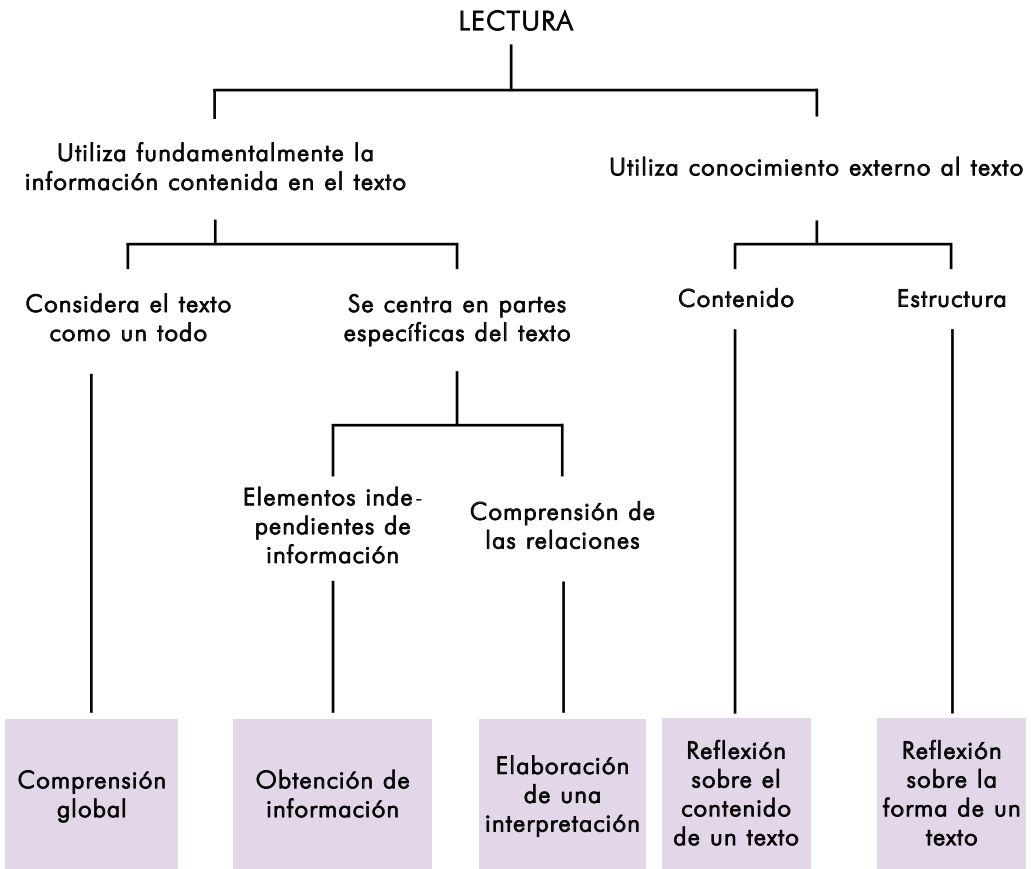 LECTURA
Utiliza fundamentalmente la
información contenida en el texto
Utiliza conocimiento externo al texto
Considera el texto
como un todo
Se centra en partes
específicas del texto
Contenido
Estructura
Elementos inde-
pendientes de
información
Comprensión de
las relaciones
Comprensión
global
Obtención de
información
Elaboración
de una
interpretación
Reflexión
sobre el
contenido
de un texto
Reflexión
sobre la
forma de un
texto